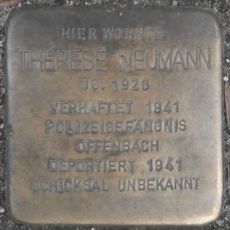 HIER WOHNTE
THERESE NEUMANN
JG. 1928
VERHAFTET 1941
POLIZEIGEFÄNGNIS
OFFENBACH
DEPORTIERT 1941
SCHICKSAL UNBEKANNT